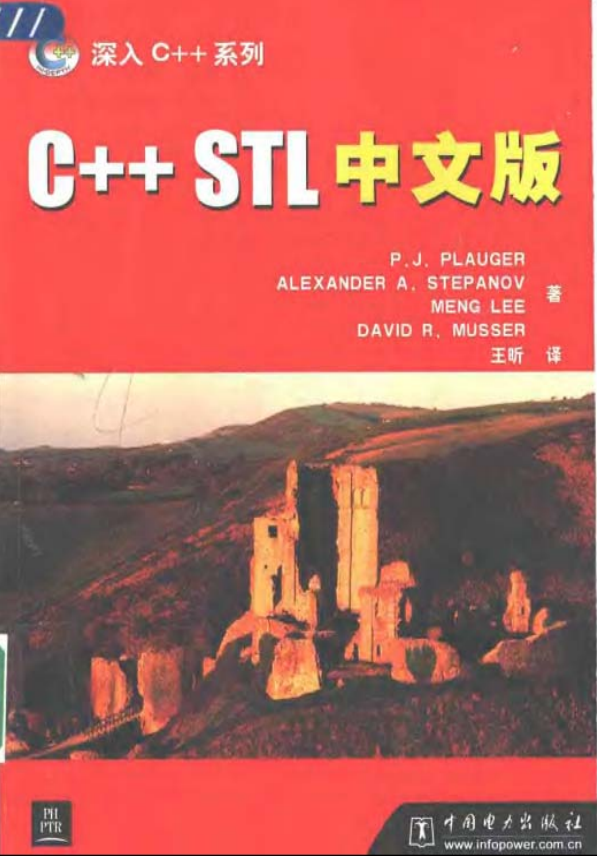 深入 C++ 系列
C++ STL 中文版
P.J. PLAUGER
ALEXANDER A. STEPANOV
MENG LEE
DAVID R. MUSSER
著
王昕 译
PH
PTR
中国电力出版社
www.infopower.com.cn